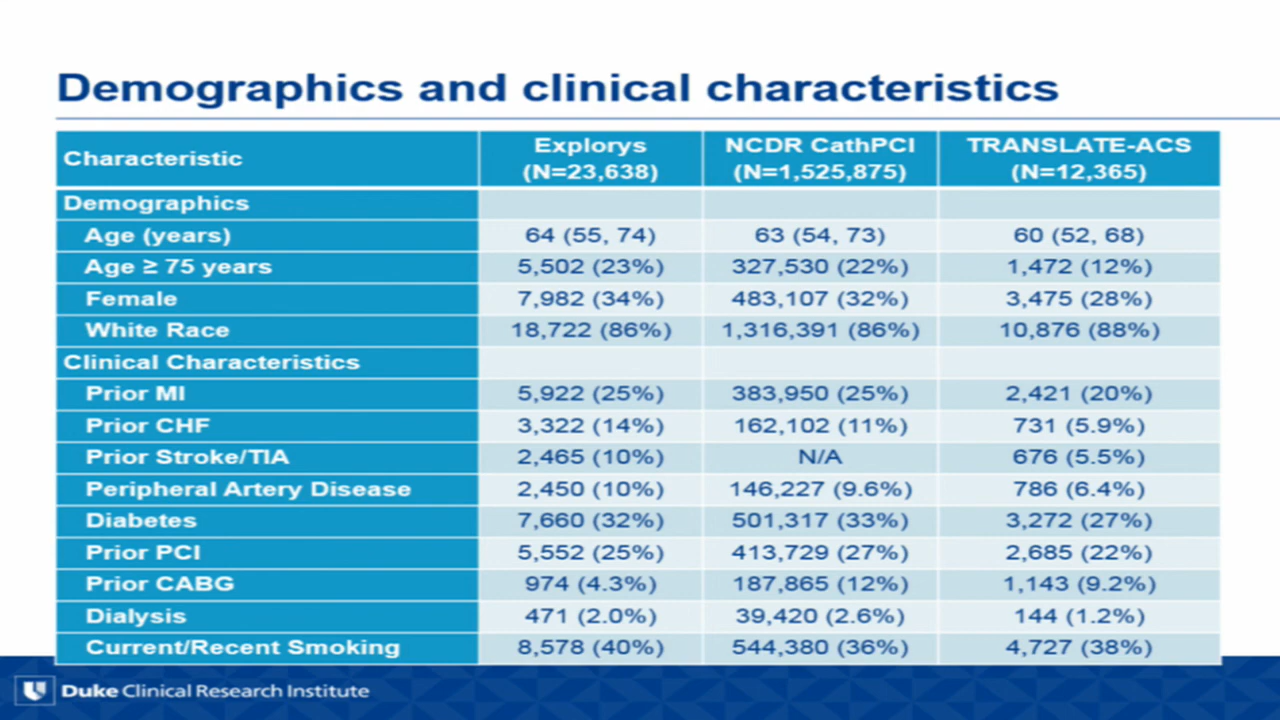 Demographics and clinical characteristics
Characteristic Explorys (N=23,638) NCDR CathPCI (N=1,525,875) TRANSLATE-ACS (N=12,365)
Demographics
Age (years) 64 (55, 74) 63 (54, 73) 60 (52, 68)
Age ≥ 75 years 5,502 (23%) 327,530 (22%) 1,472 (12%)
Female 7,982 (34%) 483,107 (32%) 3,475 (28%)
White Race 18,722 (86%) 1,316,391 (86%) 10,876 (88%)
Clinical Characteristics
Prior MI 5,922 (25%) 383,950 (25%) 2,421 (20%)
Prior CHF 3,322 (14%) 162,102 (11%) 731 (5.9%)
Prior Stroke/TIA 2,465 (10%) N/A 676 (5.5%)
Peripheral Artery Disease 2,450 (10%) 146,227 (9.6%) 786 (6.4%)
Diabetes 7,660 (32%) 501,317 (33%) 3,272 (27%)
Prior PCI 5,552 (25%) 413,729 (27%) 2,685 (22%)
Prior CABG 974 (4.3%) 187,865 (12%) 1,143 (9.2%)
Dialysis 471 (2.0%) 39,420 (2.6%) 144 (1.2%)
Current/Recent Smoking 8,578 (40%) 544,380 (36%) 4,727 (38%)
Duke Clinical Research Institute